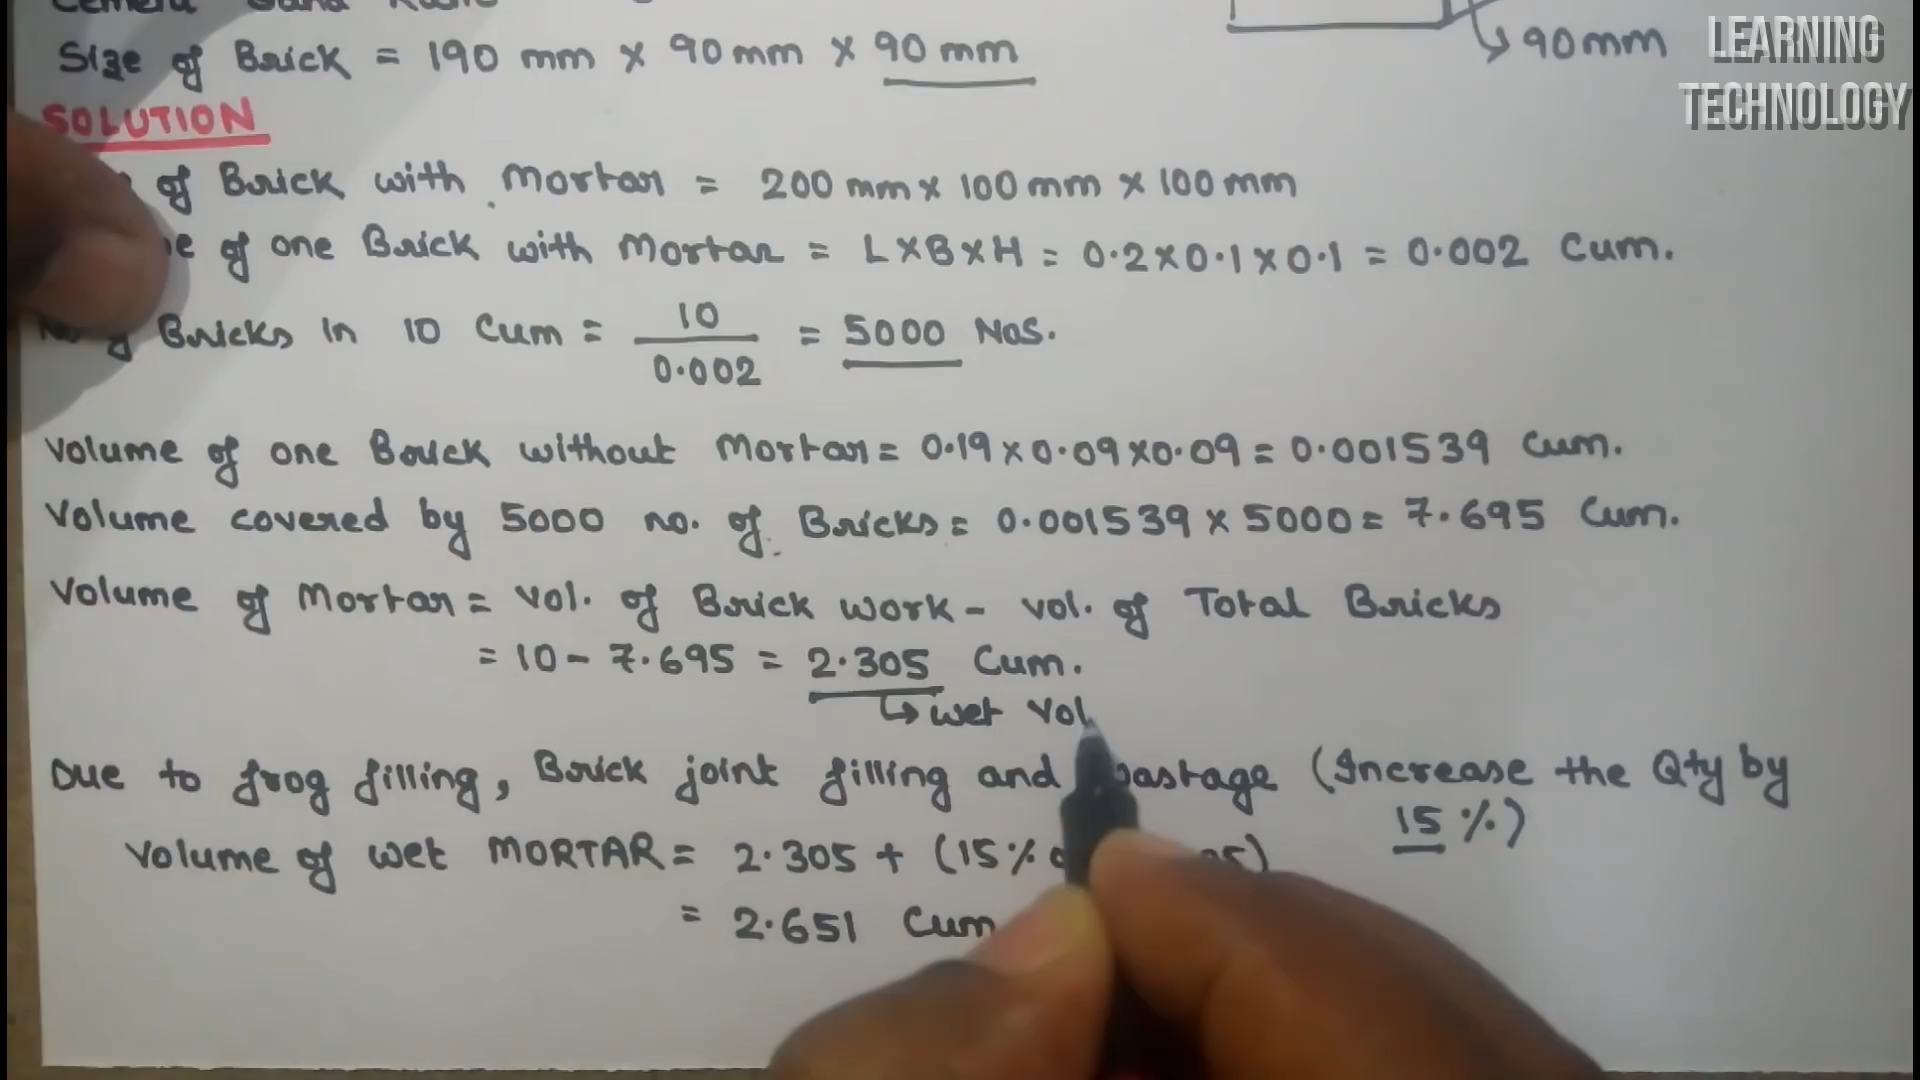 Size of Brick = 190 mm x 90 mm x 90 mm
90 mm
LEARNING
TECHNOLOGY
SOLUTION
of Brick with Mortar = 200 mm x 100 mm x 100 mm
of one Brick with Mortar = L x B x H = 0.2 x 0.1 x 0.1 = 0.002 Cum.
Bricks in 10 Cum = 10 / 0.002 = 5000 Nos.
Volume of one Brick without Mortar = 0.19 x 0.09 x 0.09 = 0.001539 Cum.
Volume covered by 5000 no. of Bricks = 0.001539 x 5000 = 7.695 Cum.
Volume of Mortar = Vol. of Brick work - vol. of Total Bricks
= 10 - 7.695 = 2.305 Cum.
↳ wet Vol
Due to frog filling, Brick joint filling and (Increase the Qty by
15 %)
Volume of wet MORTAR = 2.305 + (15%
= 2.651 Cum